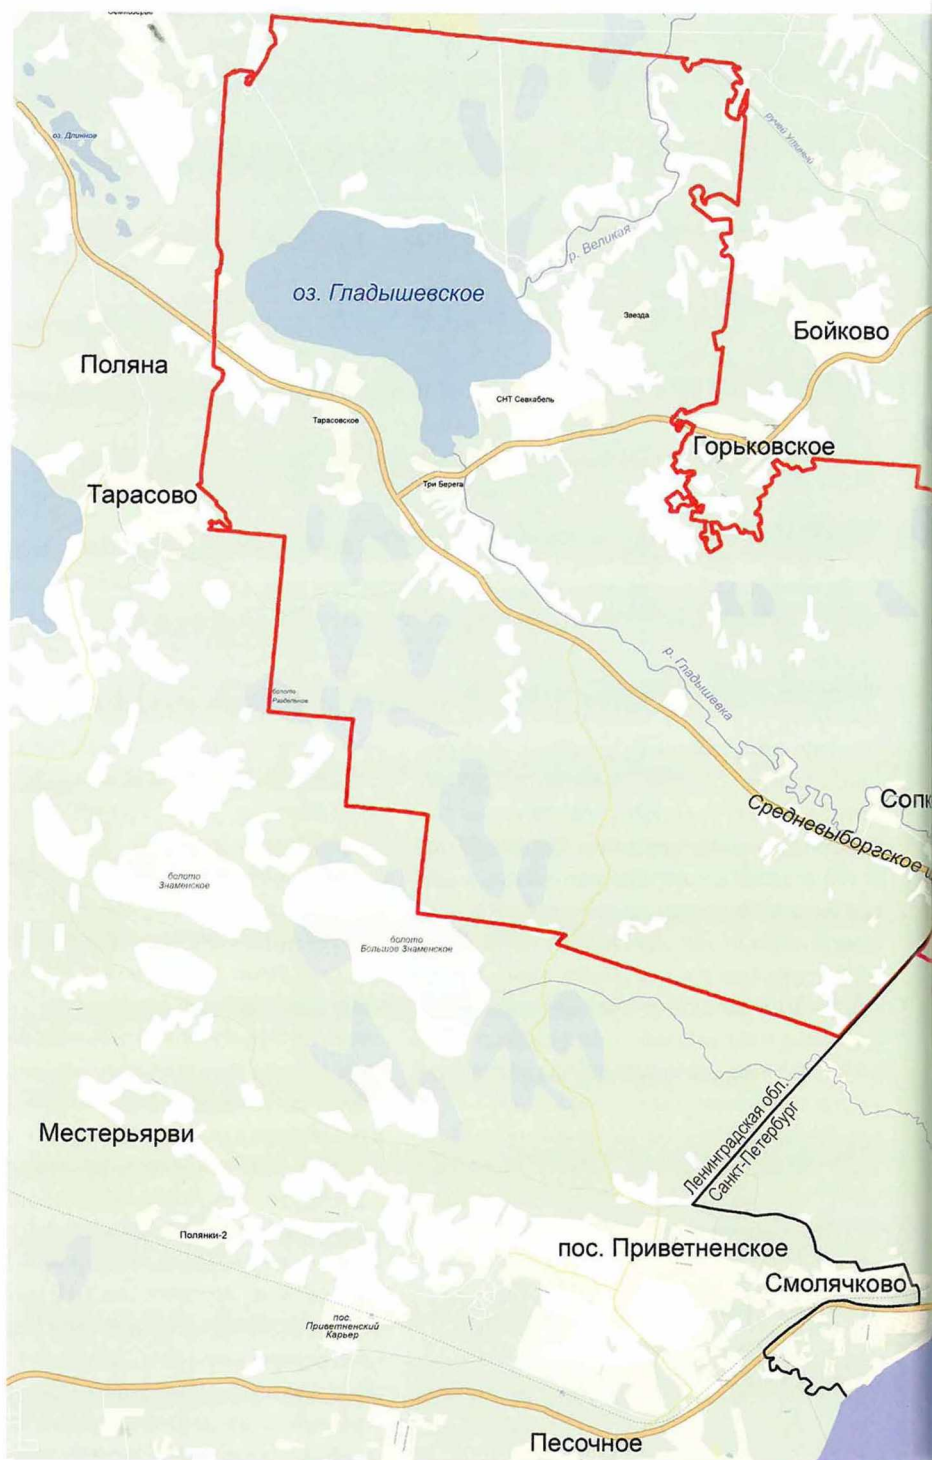 оз. Длинное
ручей Утиный
р. Великая
оз. Гладышевское
Звезда
Бойково
Поляна
СНТ Севкабель
Тарасовское
Горьковское
Три Берега
Тарасово
р. Гладышевка
болото
Раздельное
Сопк
Средневыборгское
болото
Знаменское
болото
Большое Знаменское
Ленинградская обл.
Санкт-Петербург
Местерьярви
Полянки-2
пос. Приветненское
Смолячково
пос.
Приветненский
Карьер
Песочное